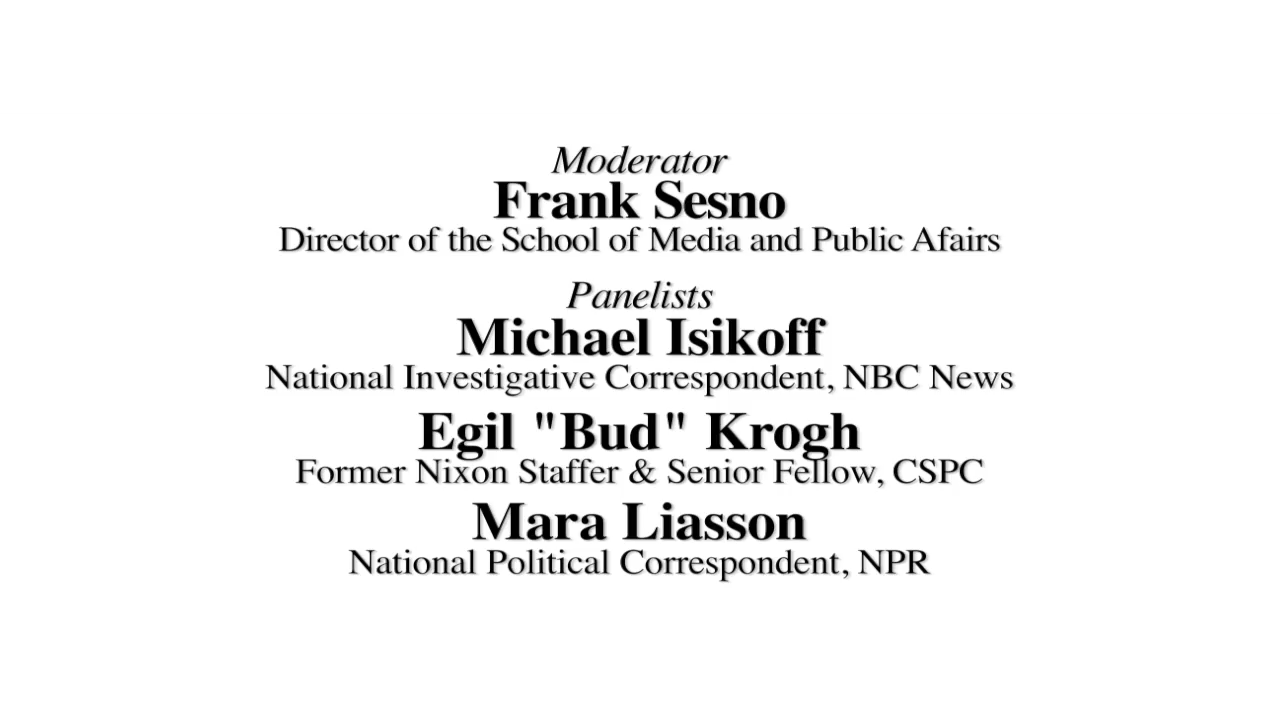 Moderator
Frank Sesno
Director of the School of Media and Public Afairs
Panelists
Michael Isikoff
National Investigative Correspondent, NBC News
Egil "Bud" Krogh
Former Nixon Staffer & Senior Fellow, CSPC
Mara Liasson
National Political Correspondent, NPR